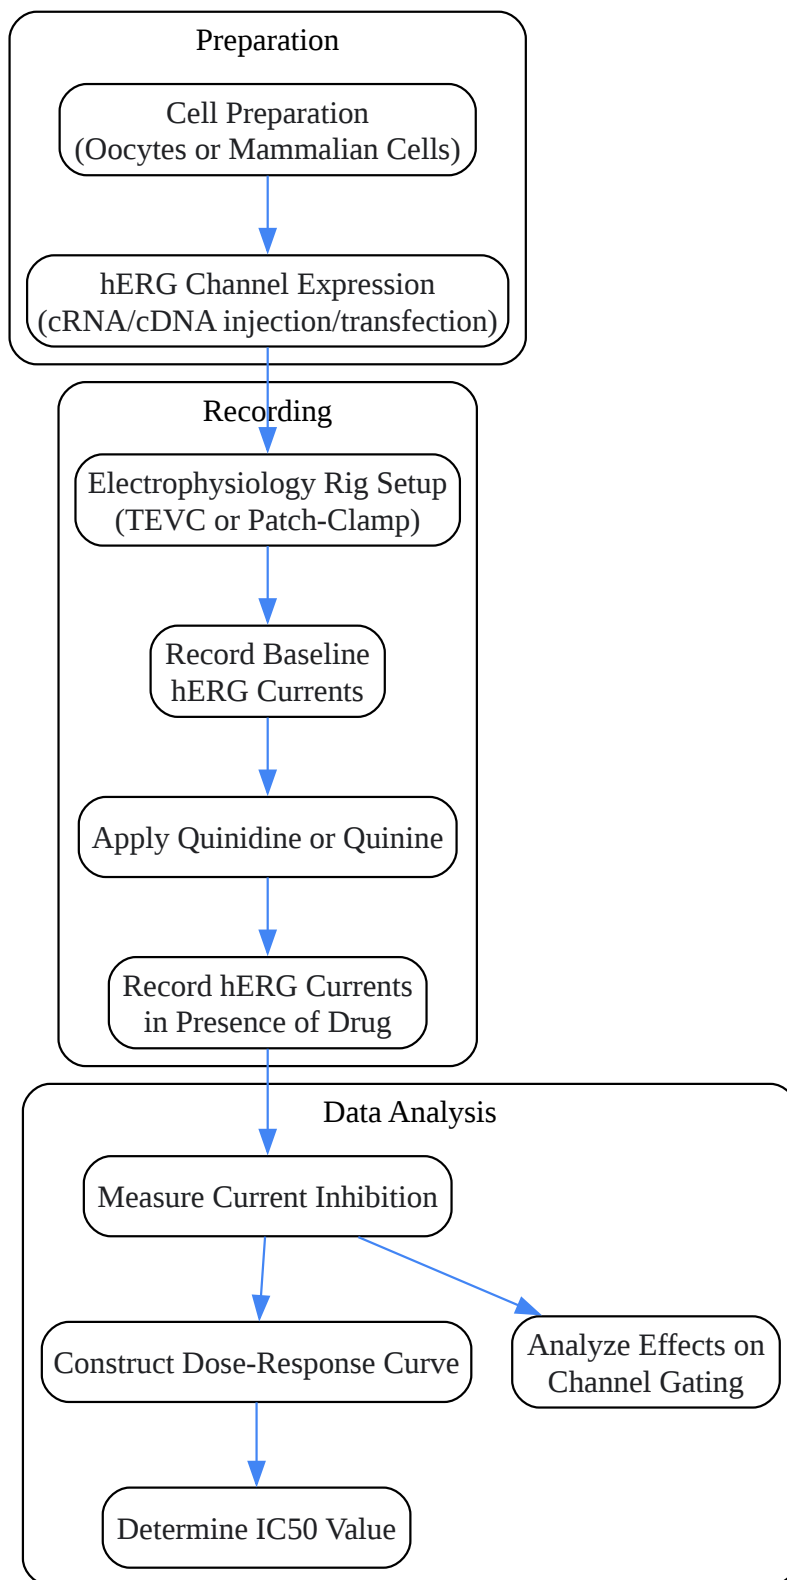 Preparation
Cell Preparation
(Oocytes or Mammalian Cells)
hERG Channel Expression
(cRNA/cDNA injection/transfection)
Recording
Electrophysiology Rig Setup
(TEVC or Patch-Clamp)
Record Baseline
hERG Currents
Apply Quinidine or Quinine
Record hERG Currents
in Presence of Drug
Data Analysis
Measure Current Inhibition
Construct Dose-Response Curve
Analyze Effects on
Channel Gating
Determine IC50 Value